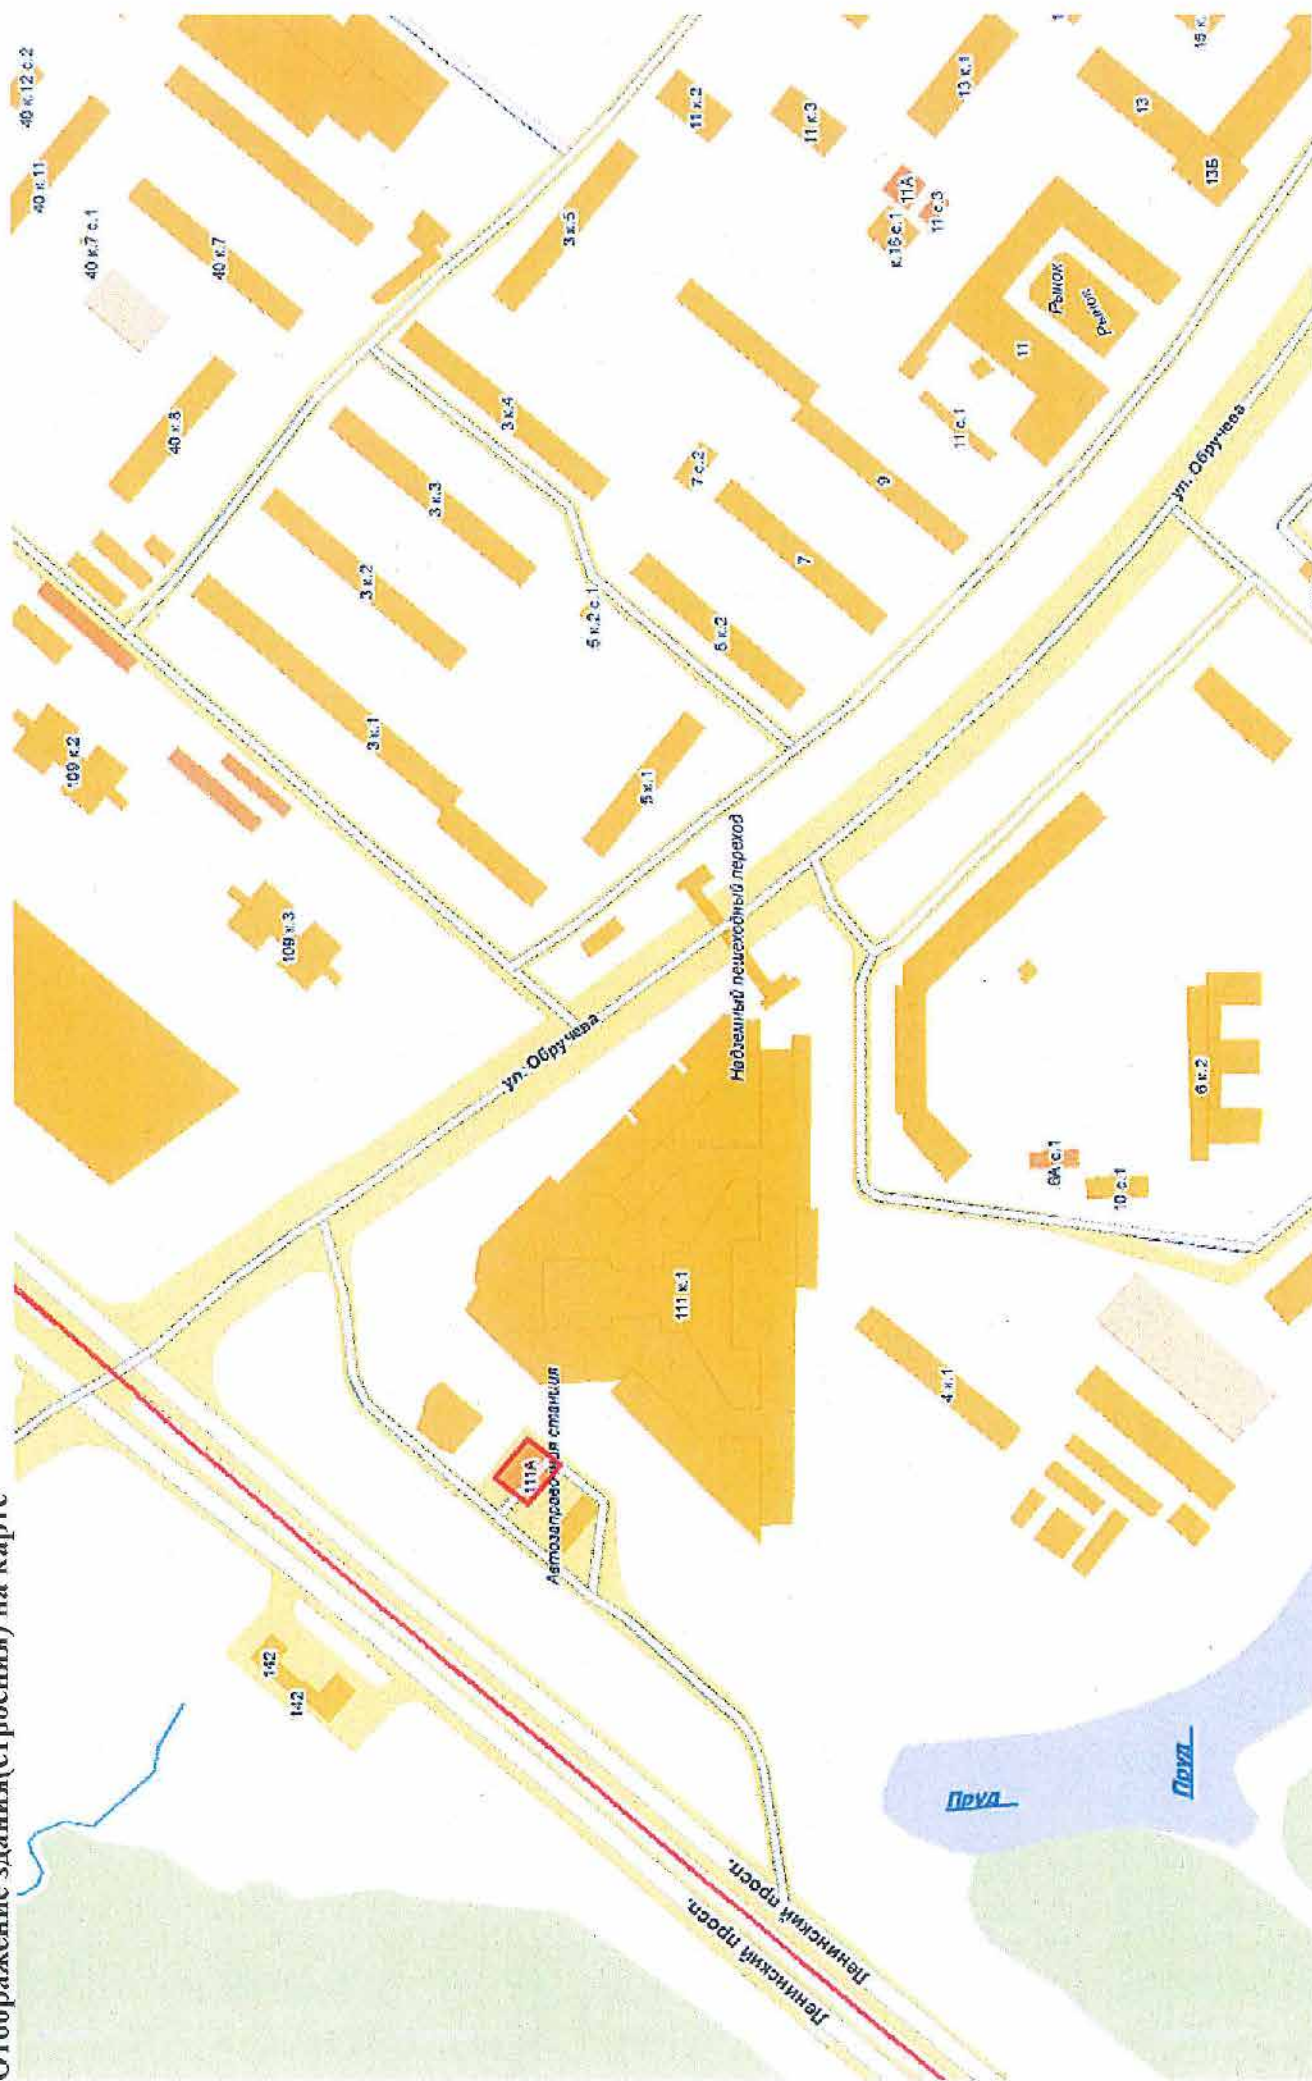 Отображение здания(строения) на карте
40 к.12 с.2
40 к.11
40 к.7 с.1
40 к.7
40 к.8
11 к.2
11 к.3
13 к.1
13
13Б
3 к.5
11А
к.16 с.1
11 с.3
Рынок
Рынок
11
11 с.1
3 к.4
3 к.3
3 к.2
3 к.1
7 с.2
9
7
5 к.2 с.1
5 к.2
5 к.1
109 к.2
109 к.3
ул. Обручева
ул. Обручева
Надземный пешеходный переход
6 к.2
6А с.1
10 с.1
111 к.1
4 к.1
111А
Автозаправочная станция
142
142
Пруд
Пруд
Ленинский просп.
Ленинский просп.